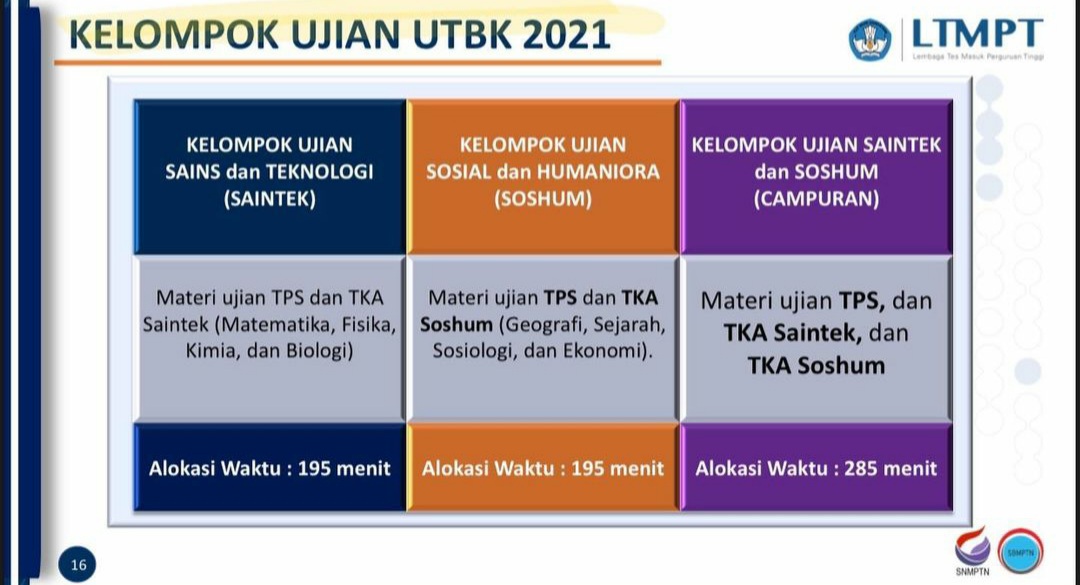 KELOMPOK UJIAN UTBK 2021
LTMPT
Lembaga Tes Masuk Perguruan Tinggi
KELOMPOK UJIAN
SAINS dan TEKNOLOGI
(SAINTEK)
KELOMPOK UJIAN
SOSIAL dan HUMANIORA
(SOSHUM)
KELOMPOK UJIAN SAINTEK
dan SOSHUM
(CAMPURAN)
Materi ujian TPS dan TKA
Saintek (Matematika, Fisika,
Kimia, dan Biologi)
Materi ujian TPS dan TKA
Soshum (Geografi, Sejarah,
Sosiologi, dan Ekonomi).
Materi ujian TPS, dan
TKA Saintek, dan
TKA Soshum
Alokasi Waktu : 195 menit
Alokasi Waktu : 195 menit
Alokasi Waktu : 285 menit
16
SNMPTN
SBMPTN